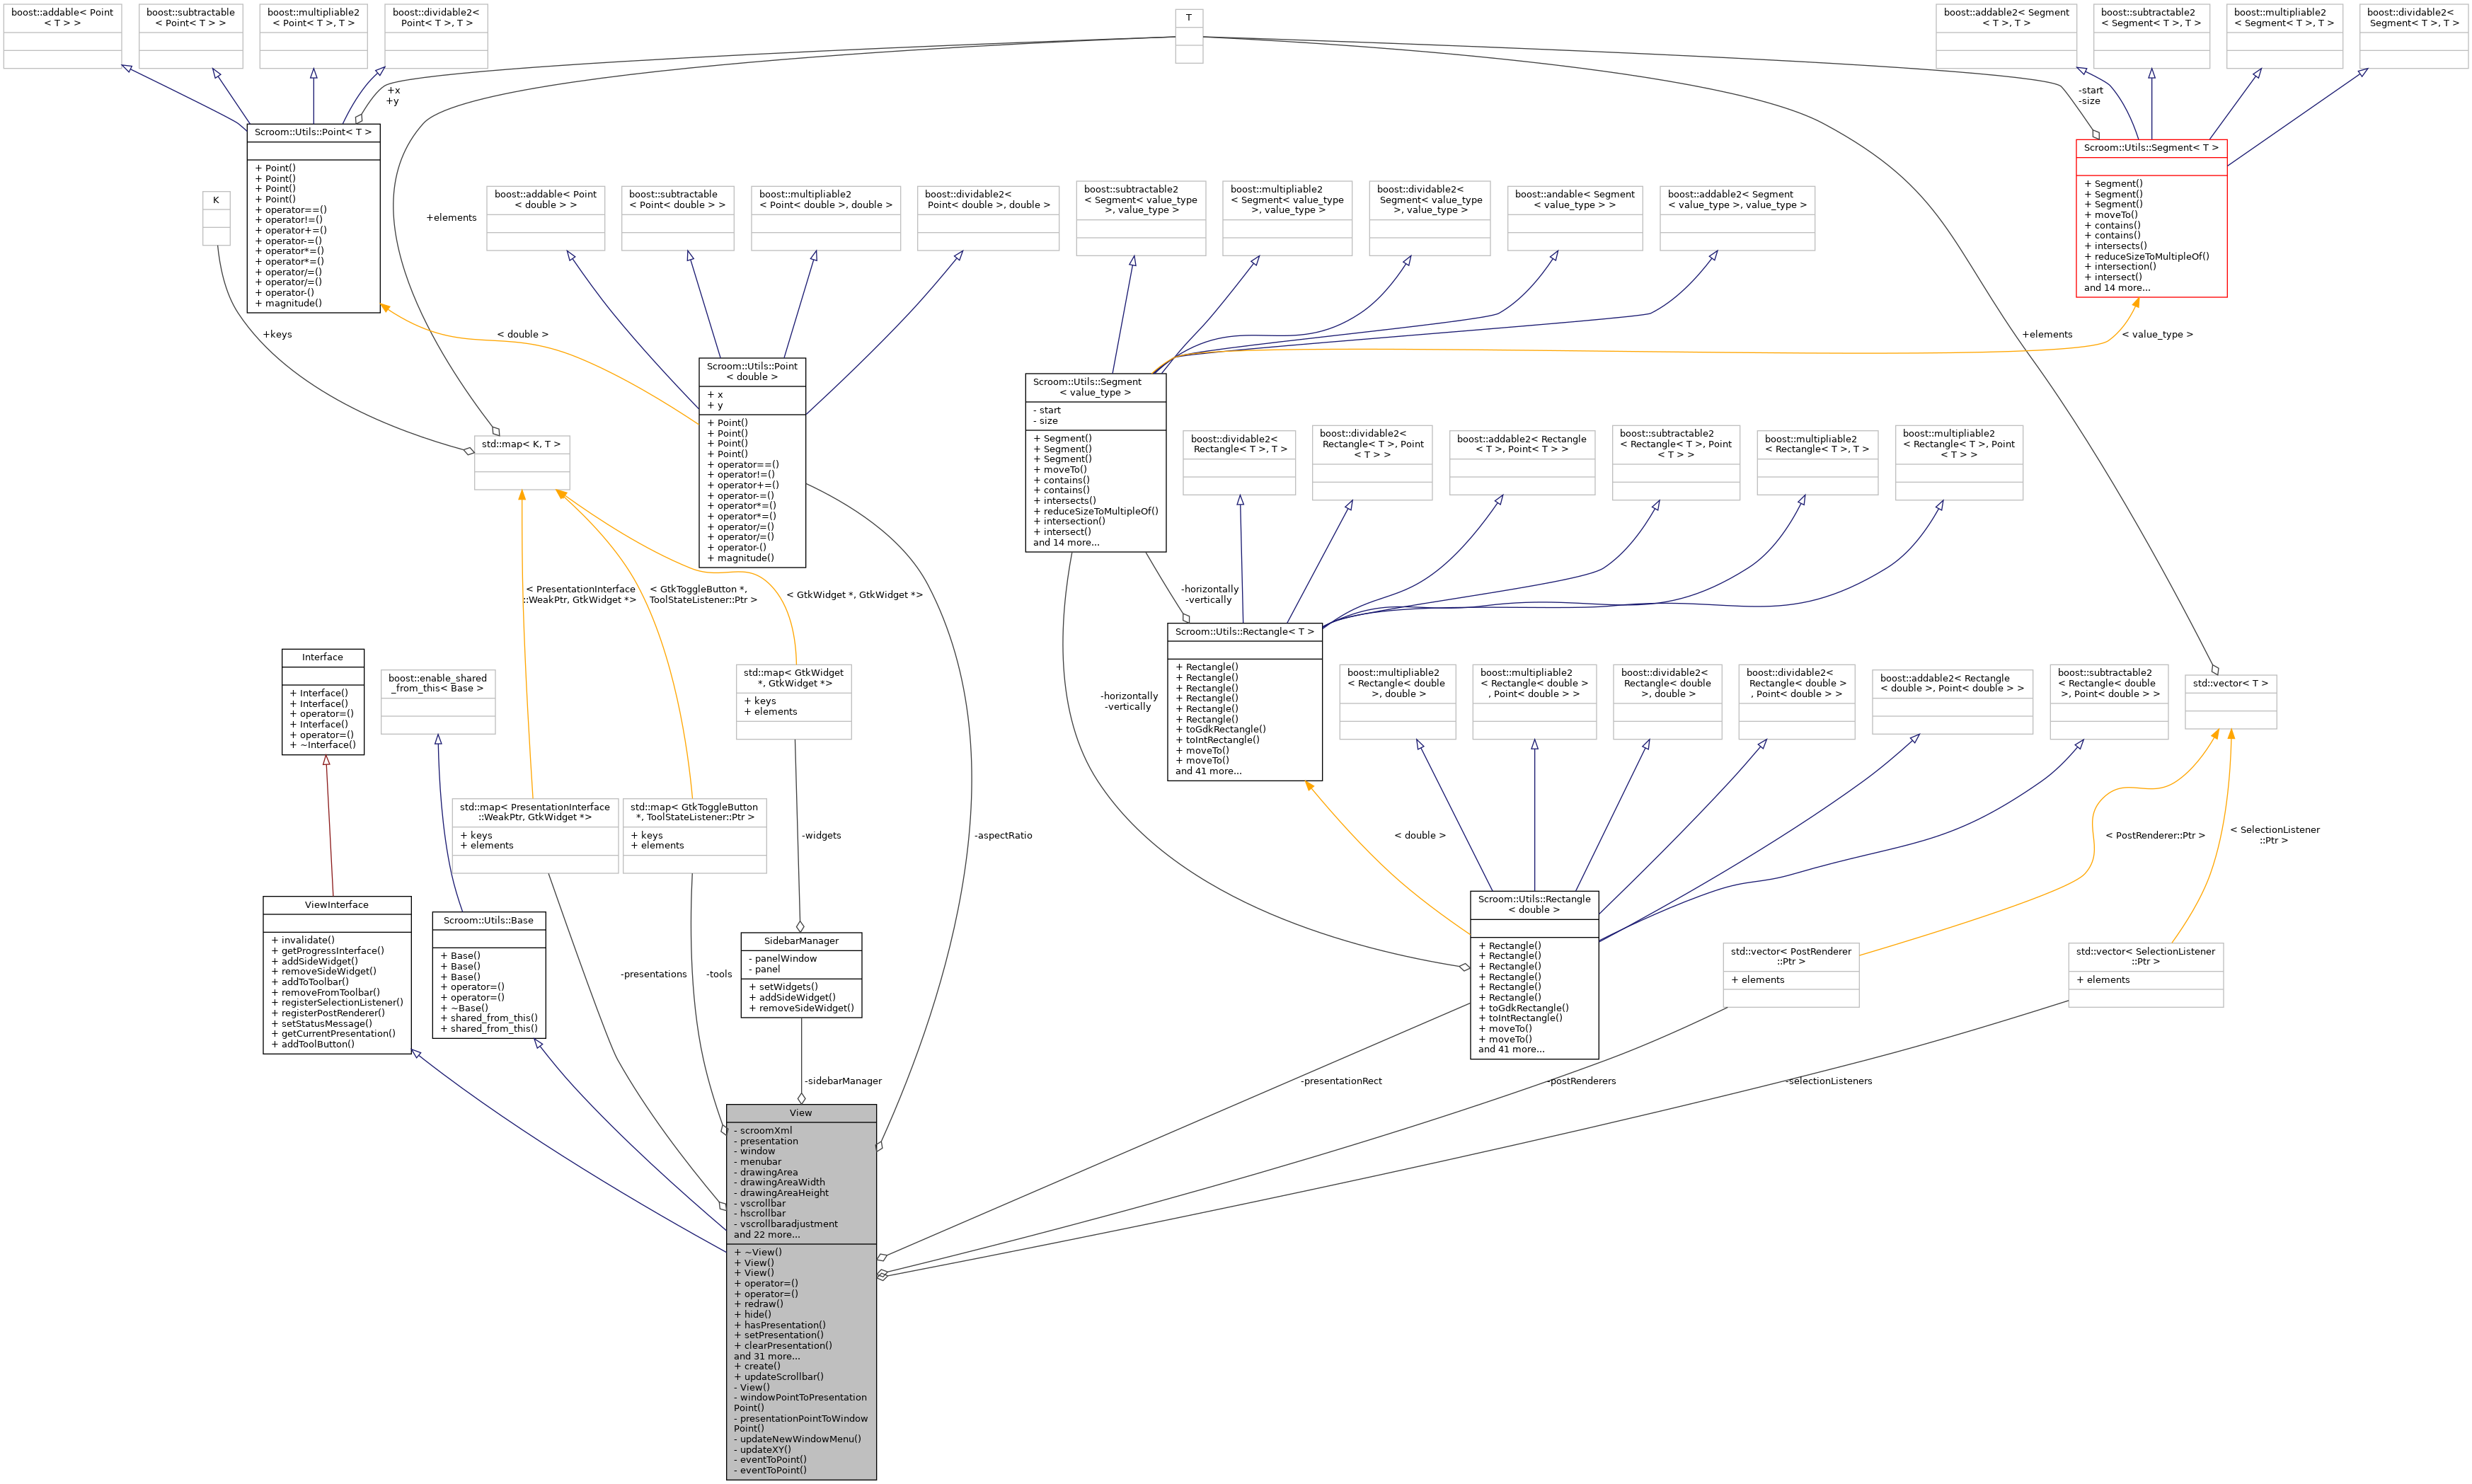 boost::addable< Point
< T > >
boost::subtractable
< Point< T > >
boost::multipliable2
< Point< T >, T >
boost::dividable2<
Point< T >, T >
T
boost::addable2< Segment
< T >, T >
boost::subtractable2
< Segment< T >, T >
boost::multipliable2
< Segment< T >, T >
boost::dividable2<
Segment< T >, T >
+x
+y
-start
-size
Scroom::Utils::Point< T >
+ Point()
+ Point()
+ Point()
+ Point()
+ operator==()
+ operator!=()
+ operator+=()
+ operator-=()
+ operator*=()
+ operator*=()
+ operator/=()
+ operator/=()
+ operator-()
+ magnitude()
Scroom::Utils::Segment< T >
+ Segment()
+ Segment()
+ Segment()
+ moveTo()
+ contains()
+ contains()
+ intersects()
+ reduceSizeToMultipleOf()
+ intersection()
+ intersect()
and 14 more...
K
+elements
boost::addable< Point
< double > >
boost::subtractable
< Point< double > >
boost::multipliable2
< Point< double >, double >
boost::dividable2<
Point< double >, double >
boost::subtractable2
< Segment< value_type
>, value_type >
boost::multipliable2
< Segment< value_type
>, value_type >
boost::dividable2<
Segment< value_type
>, value_type >
boost::andable< Segment
< value_type > >
boost::addable2< Segment
< value_type >, value_type >
+keys
< double >
+elements
< value_type >
Scroom::Utils::Point
< double >
+ x
+ y
+ Point()
+ Point()
+ Point()
+ Point()
+ operator==()
+ operator!=()
+ operator+=()
+ operator-=()
+ operator*=()
+ operator*=()
+ operator/=()
+ operator/=()
+ operator-()
+ magnitude()
Scroom::Utils::Segment
< value_type >
- start
- size
+ Segment()
+ Segment()
+ Segment()
+ moveTo()
+ contains()
+ contains()
+ intersects()
+ reduceSizeToMultipleOf()
+ intersection()
+ intersect()
and 14 more...
std::map< K, T >
boost::dividable2<
Rectangle< T >, T >
boost::dividable2<
Rectangle< T >, Point
< T > >
boost::addable2< Rectangle
< T >, Point< T > >
boost::subtractable2
< Rectangle< T >, Point
< T > >
boost::multipliable2
< Rectangle< T >, T >
boost::multipliable2
< Rectangle< T >, Point
< T > >
< PresentationInterface
::WeakPtr, GtkWidget *>
< GtkToggleButton *,
ToolStateListener::Ptr >
< GtkWidget *, GtkWidget *>
-horizontally
-vertically
Scroom::Utils::Rectangle< T >
+ Rectangle()
+ Rectangle()
+ Rectangle()
+ Rectangle()
+ Rectangle()
+ Rectangle()
+ toGdkRectangle()
+ toIntRectangle()
+ moveTo()
+ moveTo()
and 41 more...
Interface
+ Interface()
+ Interface()
+ operator=()
+ Interface()
+ operator=()
+ ~Interface()
boost::enable_shared
_from_this< Base >
std::map< GtkWidget
*, GtkWidget *>
+ keys
+ elements
-horizontally
-vertically
boost::multipliable2
< Rectangle< double
>, double >
boost::multipliable2
< Rectangle< double >
, Point< double > >
boost::dividable2<
Rectangle< double
>, double >
boost::dividable2<
Rectangle< double >
, Point< double > >
boost::addable2< Rectangle
< double >, Point< double > >
boost::subtractable2
< Rectangle< double
>, Point< double > >
std::vector< T >
std::map< PresentationInterface
::WeakPtr, GtkWidget *>
+ keys
+ elements
std::map< GtkToggleButton
*, ToolStateListener::Ptr >
+ keys
+ elements
-widgets
-aspectRatio
< double >
< PostRenderer::Ptr >
< SelectionListener
::Ptr >
ViewInterface
+ invalidate()
+ getProgressInterface()
+ addSideWidget()
+ removeSideWidget()
+ addToToolbar()
+ removeFromToolbar()
+ registerSelectionListener()
+ registerPostRenderer()
+ setStatusMessage()
+ getCurrentPresentation()
+ addToolButton()
Scroom::Utils::Base
+ Base()
+ Base()
+ Base()
+ operator=()
+ operator=()
+ ~Base()
+ shared_from_this()
+ shared_from_this()
-presentations
-tools
SidebarManager
- panelWindow
- panel
+ setWidgets()
+ addSideWidget()
+ removeSideWidget()
Scroom::Utils::Rectangle
< double >
+ Rectangle()
+ Rectangle()
+ Rectangle()
+ Rectangle()
+ Rectangle()
+ Rectangle()
+ toGdkRectangle()
+ toIntRectangle()
+ moveTo()
+ moveTo()
and 41 more...
std::vector< PostRenderer
::Ptr >
+ elements
std::vector< SelectionListener
::Ptr >
+ elements
-sidebarManager
-presentationRect
-postRenderers
-selectionListeners
View
- scroomXml
- presentation
- window
- menubar
- drawingArea
- drawingAreaWidth
- drawingAreaHeight
- vscrollbar
- hscrollbar
- vscrollbaradjustment
and 22 more...
+ ~View()
+ View()
+ View()
+ operator=()
+ operator=()
+ redraw()
+ hide()
+ hasPresentation()
+ setPresentation()
+ clearPresentation()
and 31 more...
+ create()
+ updateScrollbar()
- View()
- windowPointToPresentation
Point()
- presentationPointToWindow
Point()
- updateNewWindowMenu()
- updateXY()
- eventToPoint()
- eventToPoint()